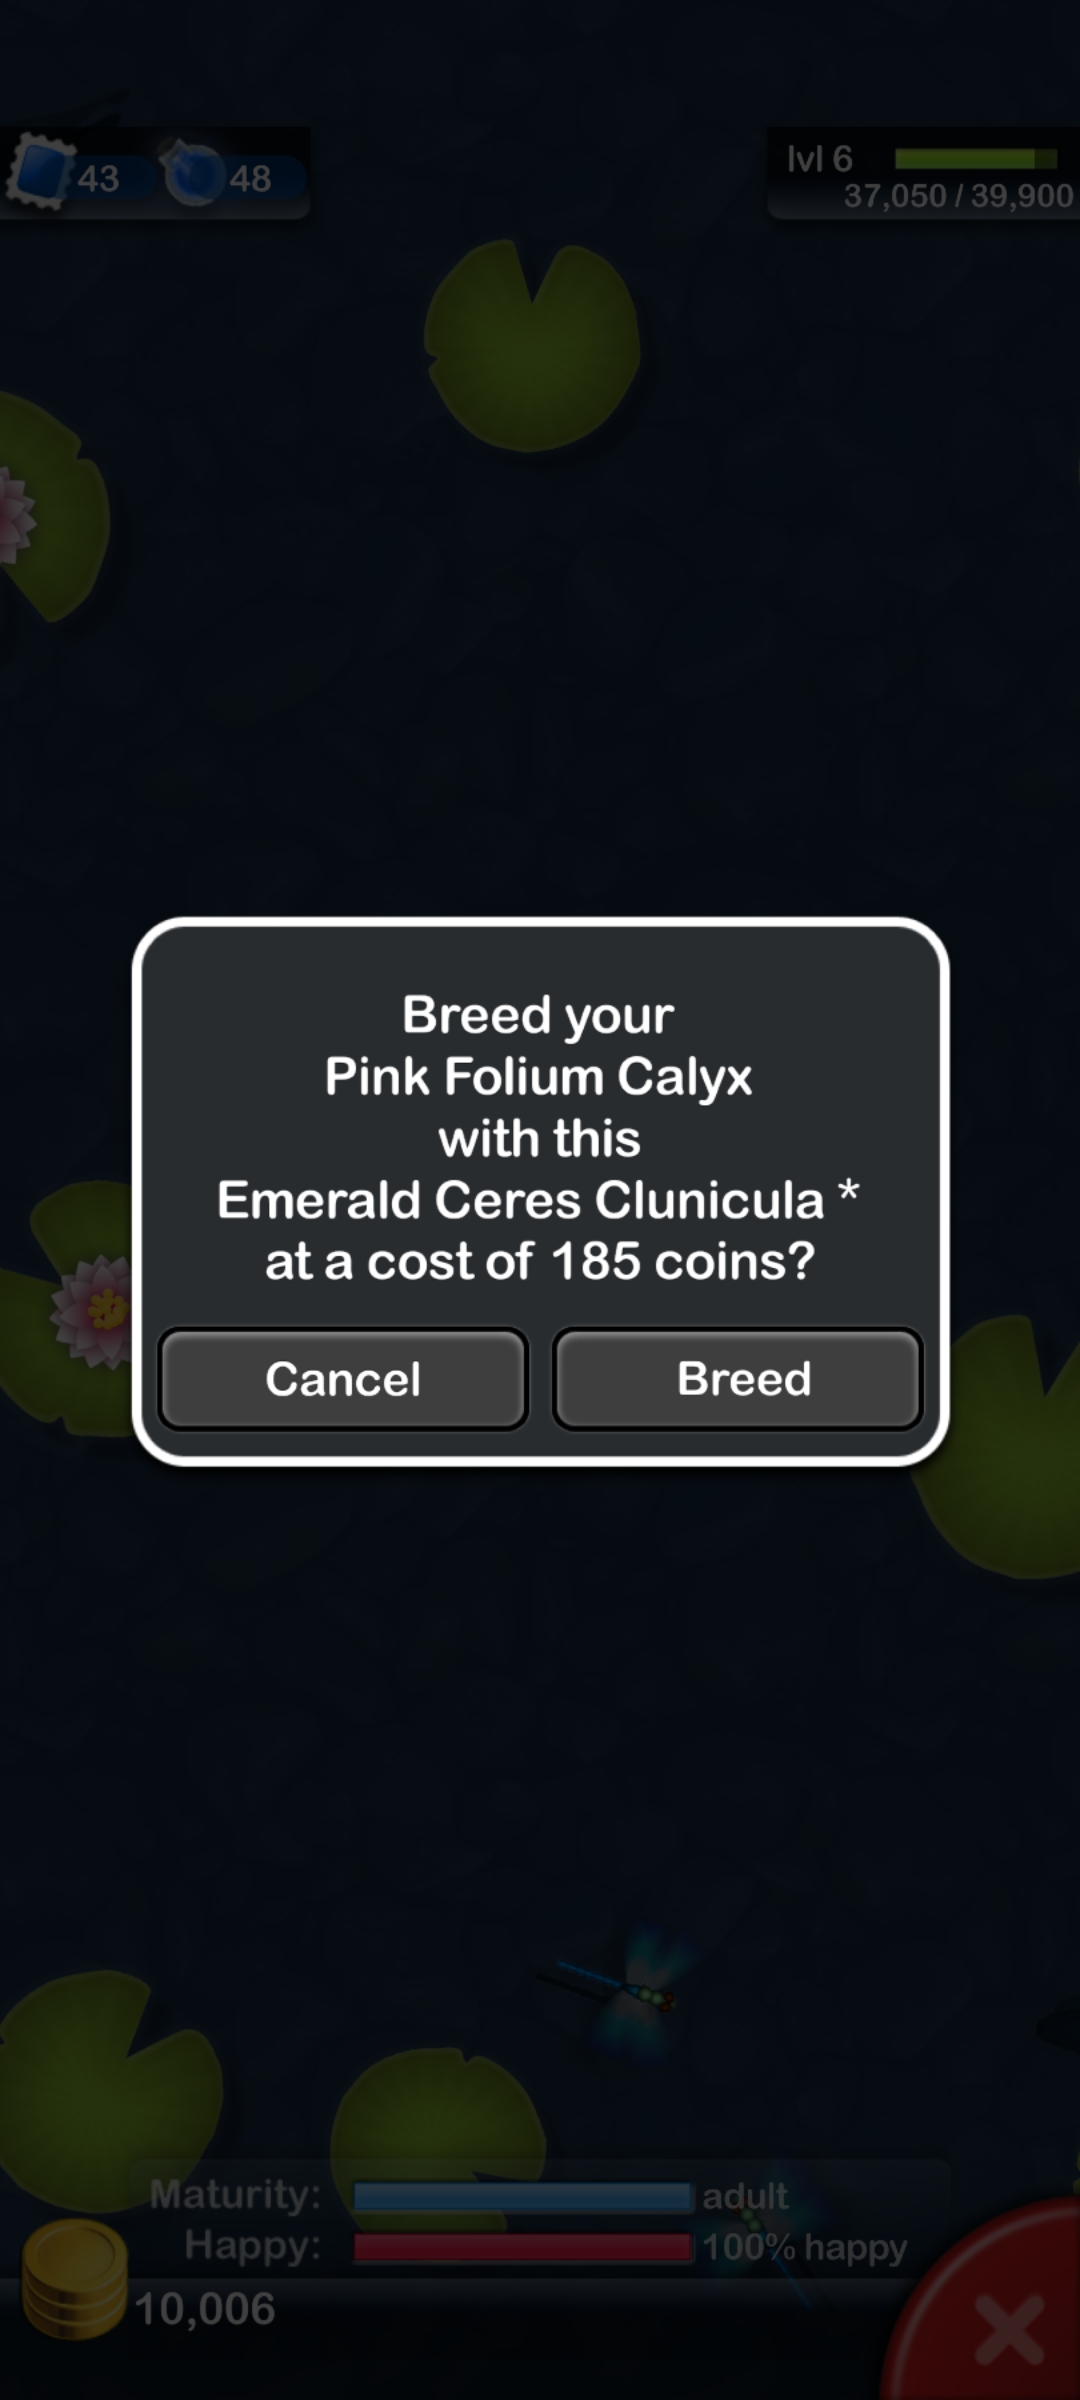 43
48
lvl 6
37,050 / 39,900
Breed your
Pink Folium Calyx
with this
Emerald Ceres Clunicula *
at a cost of 185 coins?
Cancel
Breed
Maturity:
adult
Happy:
100% happy
10,006